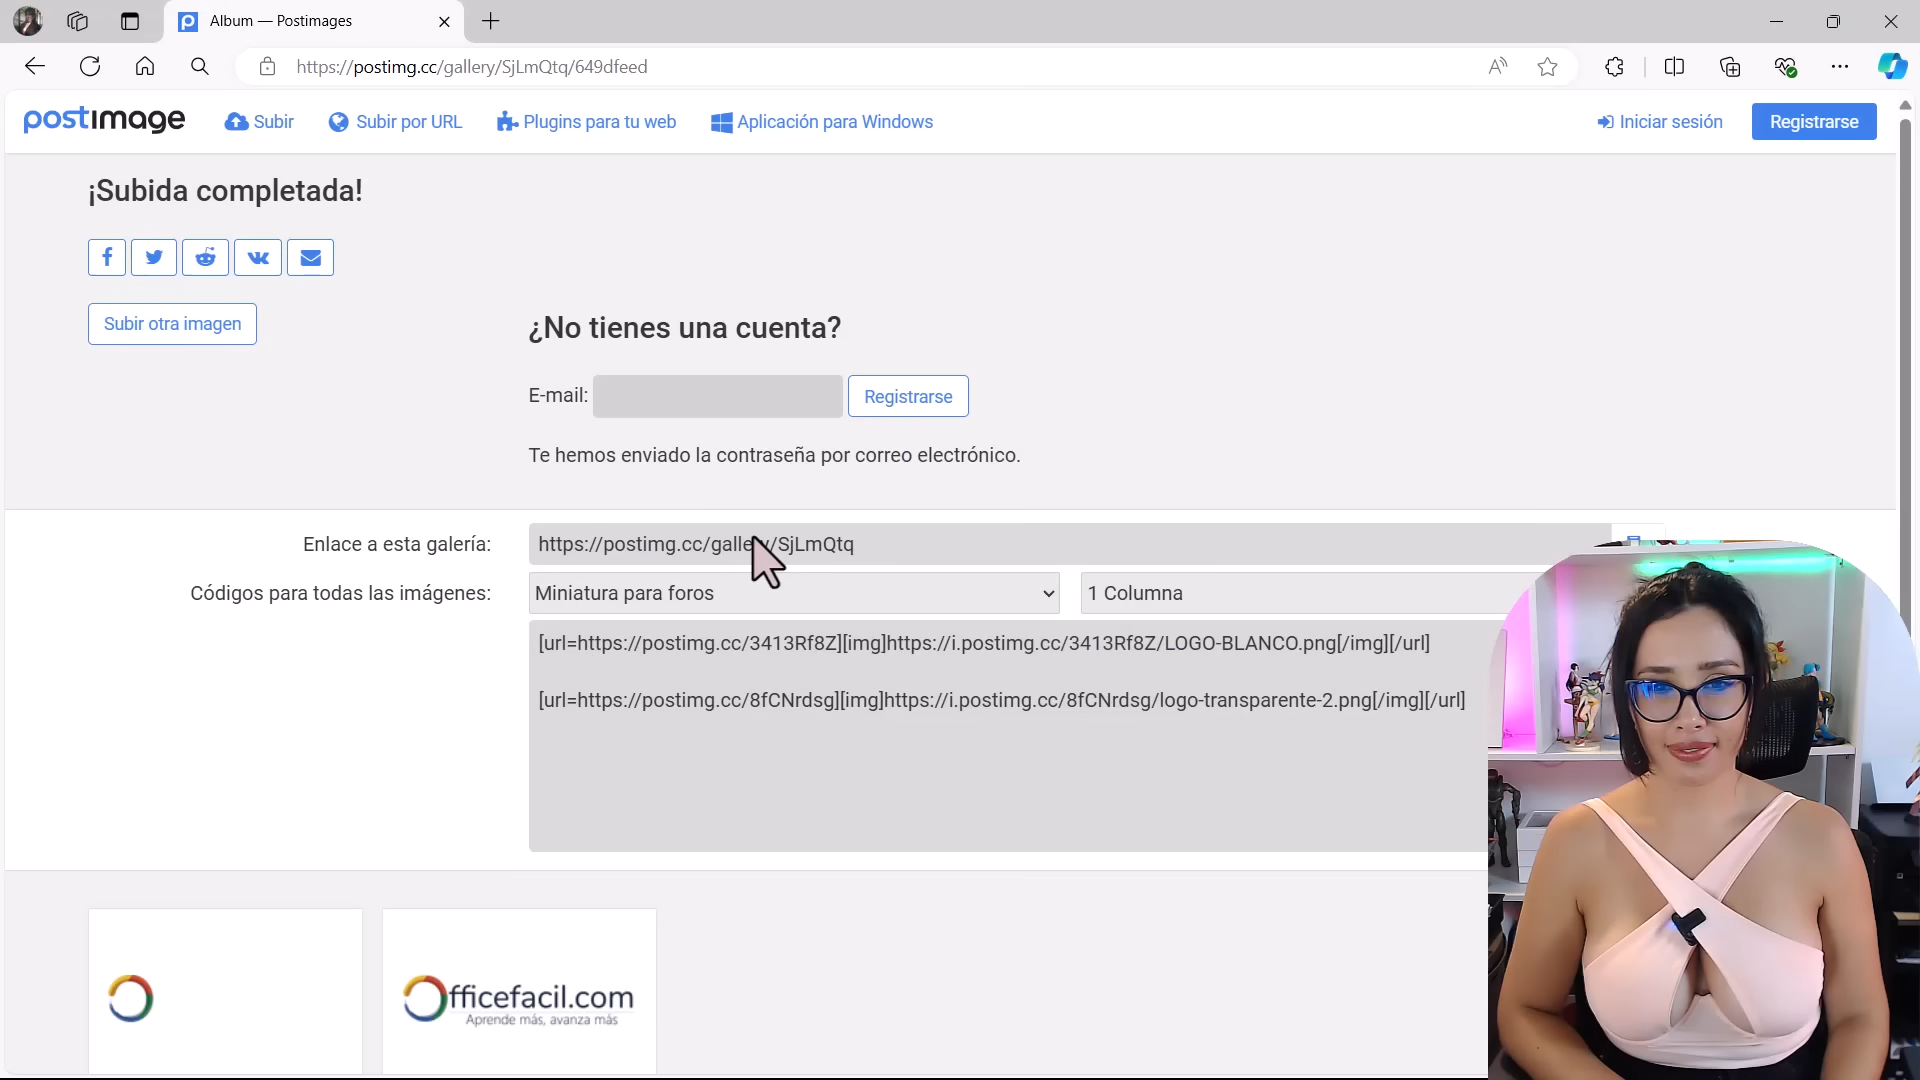 Album — Postimages
https://postimg.cc/gallery/SjLmQtq/649dfeed
postimage
Subir
Subir por URL
Plugins para tu web
Aplicación para Windows
Iniciar sesión
Registrarse
¡Subida completada!
Subir otra imagen
¿No tienes una cuenta?
E-mail:
Registrarse
Te hemos enviado la contraseña por correo electrónico.
Enlace a esta galería:
https://postimg.cc/gallery/SjLmQtq
Códigos para todas las imágenes:
Miniatura para foros
1 Columna
[url=https://postimg.cc/3413Rf8Z][img]https://i.postimg.cc/3413Rf8Z/LOGO-BLANCO.png[/img][/url]
[url=https://postimg.cc/8fCNrdsg][img]https://i.postimg.cc/8fCNrdsg/logo-transparente-2.png[/img][/url]
Officefacil.com
Aprende más, avanza más